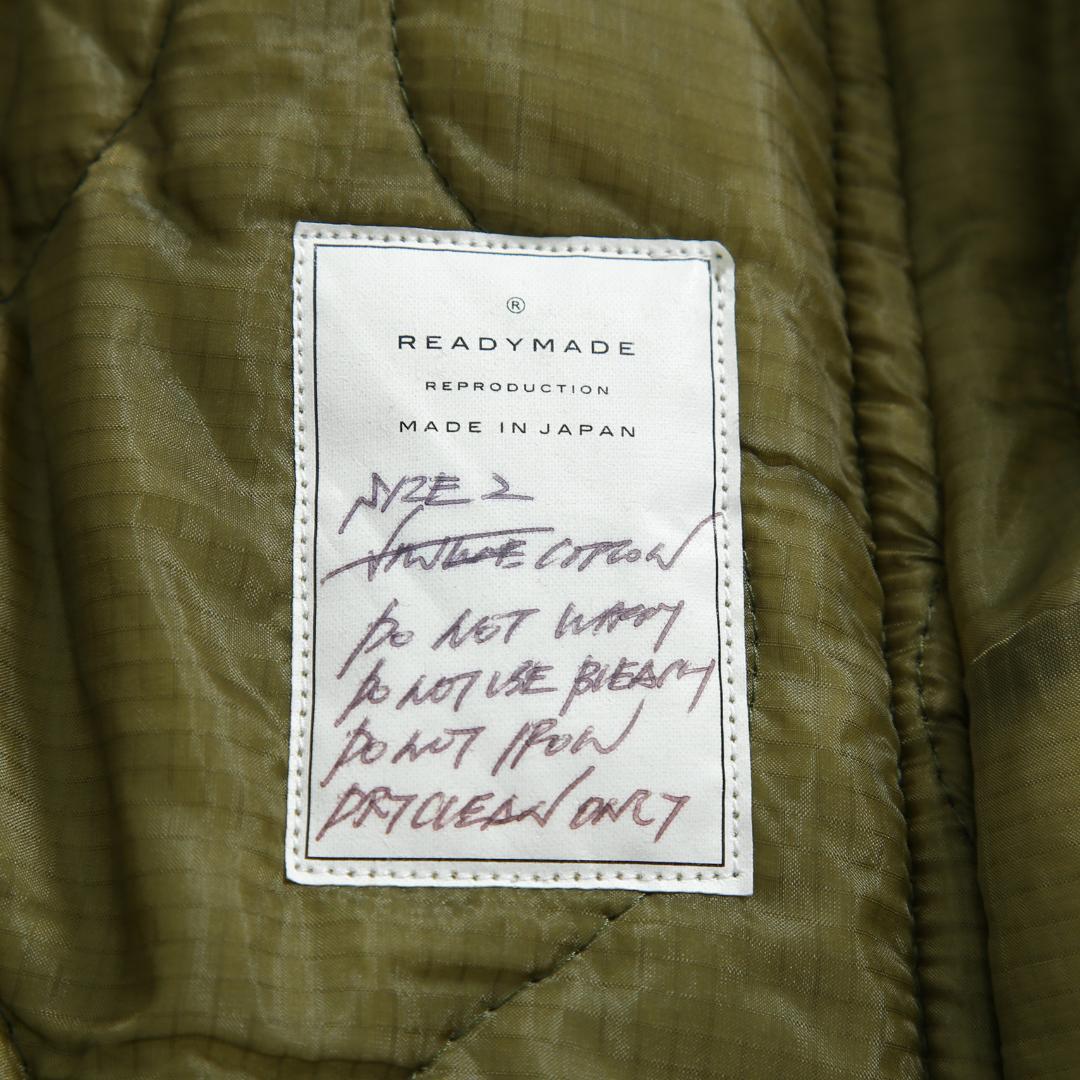 ®
READYMADE
REPRODUCTION
MADE IN JAPAN
SIZE 2
COTTON
DO NOT WASH
DO NOT USE BLEACH
DO NOT IRON
DRY CLEAN ONLY